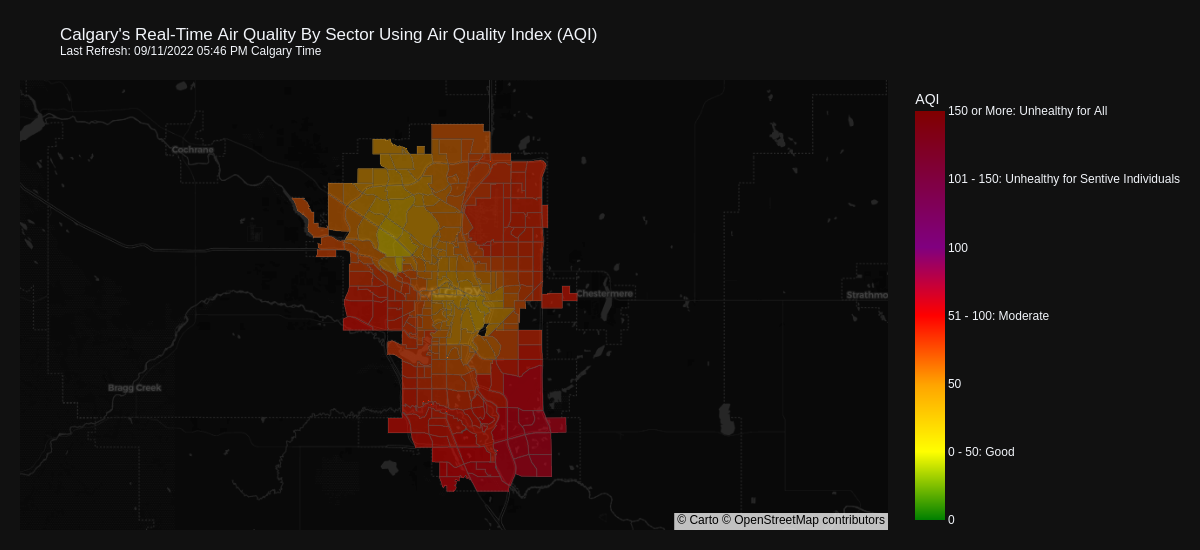 Calgary's Real-Time Air Quality By Sector Using Air Quality Index (AQI)
Last Refresh: 09/11/2022 05:46 PM Calgary Time
AQI
150 or More: Unhealthy for All
Cochrane
101 - 150: Unhealthy for Sentive Individuals
100
CALGARY
Chestermere
Strathmo
51 - 100: Moderate
50
Bragg Creek
0 - 50: Good
0
© Carto © OpenStreetMap contributors